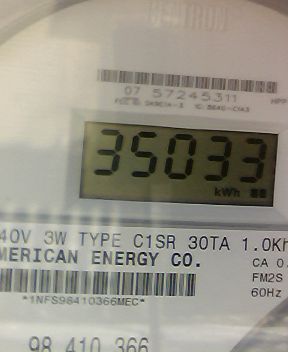 07 57245311
35033
kWh
40V 3W TYPE C1SR 30TA 1.0Kh
MERICAN ENERGY CO.
CA 0.
FM2S
60Hz
*1NFS98410366MEC*
98 410 366